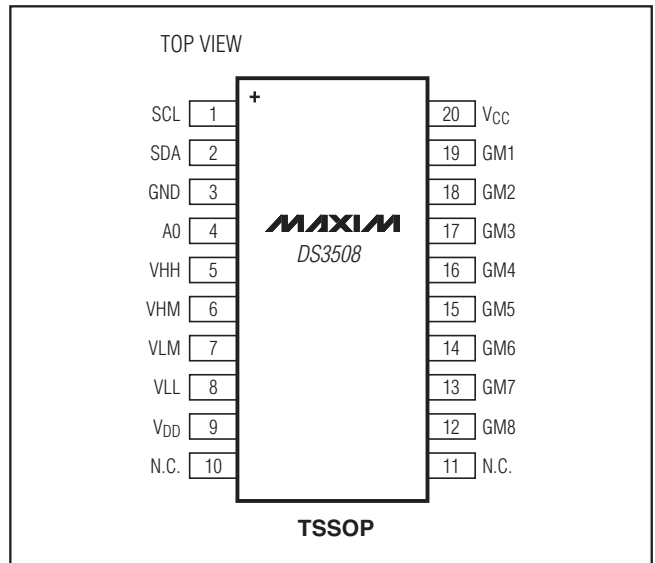 TOP VIEW
+
SCL 1 20 VCC
SDA 2 19 GM1
GND 3 18 GM2
A0 4 MAXIM 17 GM3
DS3508
VHH 5 16 GM4
VHM 6 15 GM5
VLM 7 14 GM6
VLL 8 13 GM7
VDD 9 12 GM8
N.C. 10 11 N.C.
TSSOP